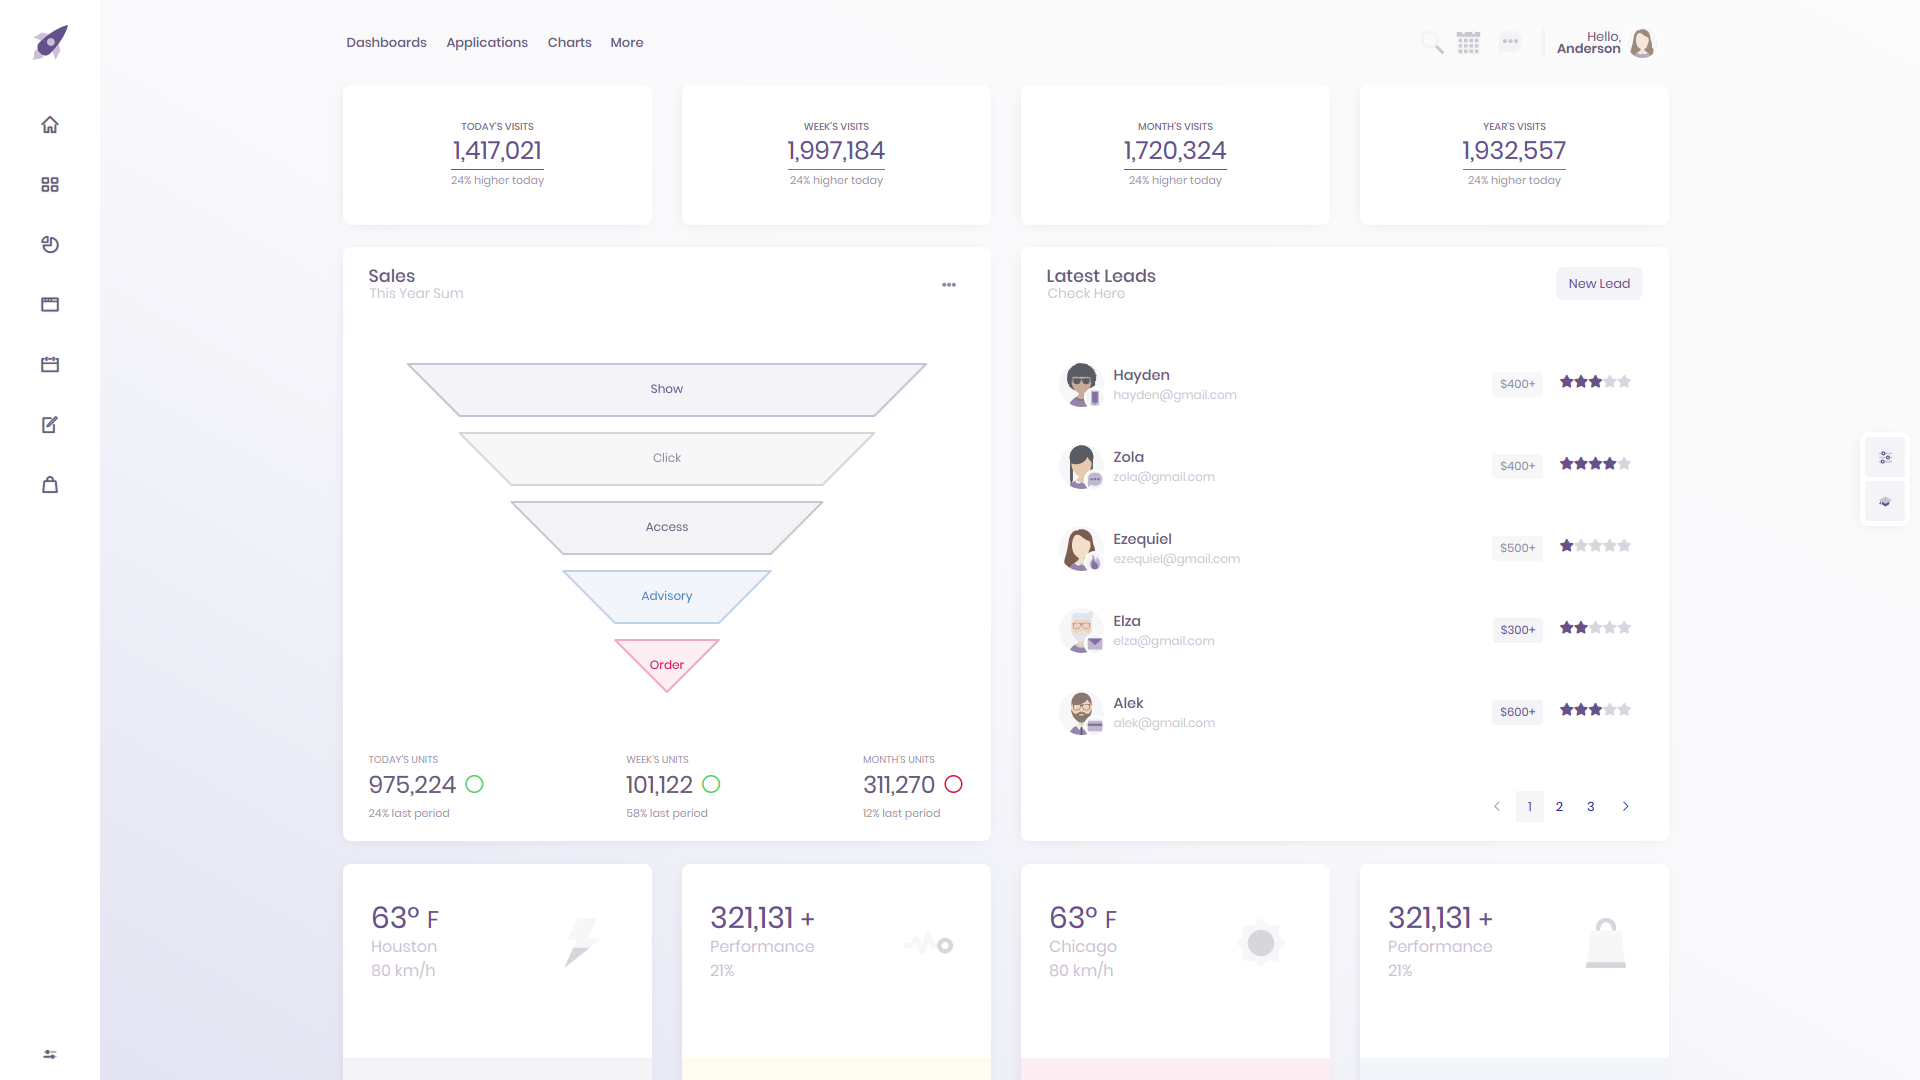 Dashboards Applications Charts More
Hello,
Anderson
TODAY'S VISITS
1,417,021
24% higher today
WEEK'S VISITS
1,997,184
24% higher today
MONTH'S VISITS
1,720,324
24% higher today
YEAR'S VISITS
1,932,557
24% higher today
Sales
This Year Sum
Show
Click
Access
Advisory
Order
TODAY'S UNITS
975,224
24% last period
WEEK'S UNITS
101,122
58% last period
MONTH'S UNITS
311,270
12% last period
Latest Leads
Check Here
New Lead
Hayden
hayden@gmail.com
$400+
Zola
zola@gmail.com
$400+
Ezequiel
ezequiel@gmail.com
$500+
Elza
elza@gmail.com
$300+
Alek
alek@gmail.com
$600+
1 2 3
63° F
Houston
80 km/h
321,131 +
Performance
21%
63° F
Chicago
80 km/h
321,131 +
Performance
21%